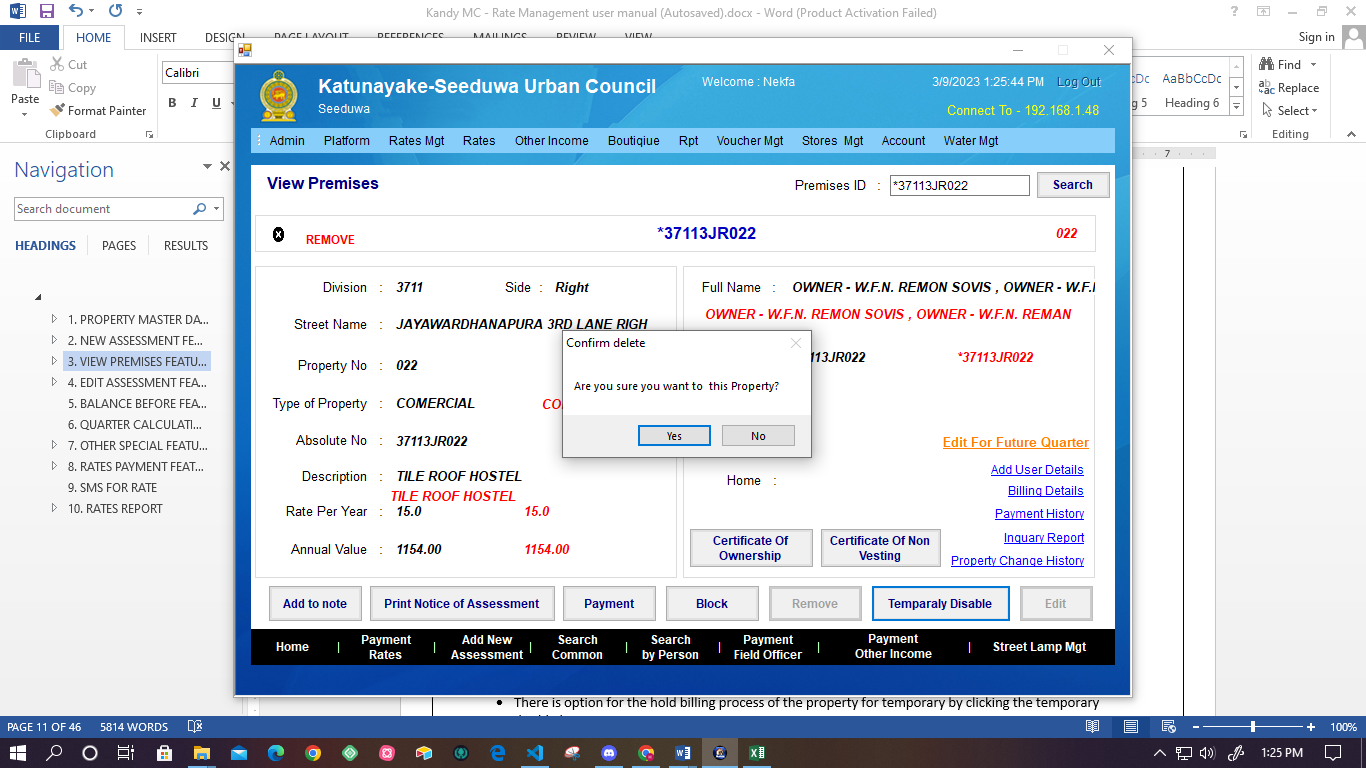 Kandy MC - Rate Management user manual (Autosaved).docx - Word (Product Activation Failed)
FILE HOME INSERT DESIGN PAGE LAYOUT REFERENCES MAILINGS REVIEW VIEW Sign in
Paste
Cut
Copy
Format Painter
Clipboard
Calibri
B I U
AaBbCcDc
g 5 Heading 6
Find
Replace
Select
Editing
7
Navigation
Search document
HEADINGS PAGES RESULTS
1. PROPERTY MASTER DA...
2. NEW ASSESSMENT FE...
3. VIEW PREMISES FEATU...
4. EDIT ASSESSMENT FEA...
5. BALANCE BEFORE FEA...
6. QUARTER CALCULATI...
7. OTHER SPECIAL FEATU...
8. RATES PAYMENT FEAT...
9. SMS FOR RATE
10. RATES REPORT
Katunayake-Seeduwa Urban Council
Seeduwa
Welcome : Nekfa
3/9/2023 1:25:44 PM Log Out
Connect To - 192.168.1.48
Admin Platform Rates Mgt Rates Other Income Boutiqiue Rpt Voucher Mgt Stores Mgt Account Water Mgt
View Premises
Premises ID : *37113JR022 Search
X REMOVE *37113JR022 022
Division : 3711 Side : Right
Street Name : JAYAWARDHANAPURA 3RD LANE RIGH
Property No : 022
Type of Property : COMERCIAL CO
Absolute No : 37113JR022
Description : TILE ROOF HOSTEL
TILE ROOF HOSTEL
Rate Per Year : 15.0 15.0
Annual Value : 1154.00 1154.00
Full Name : OWNER - W.F.N. REMON SOVIS , OWNER - W.F.I
OWNER - W.F.N. REMON SOVIS , OWNER - W.F.N. REMAN
113JR022 *37113JR022
Confirm delete
Are you sure you want to this Property?
Yes No
Edit For Future Quarter
Home :
Add User Details
Billing Details
Payment History
Inquary Report
Property Change History
Certificate Of Ownership
Certificate Of Non Vesting
Add to note Print Notice of Assessment Payment Block Remove Temparaly Disable Edit
Home | Payment Rates | Add New Assessment | Search Common | Search by Person | Payment Field Officer | Payment Other Income | Street Lamp Mgt
There is option for the hold billing process of the property for temporary by clicking the temporary
PAGE 11 OF 46 5814 WORDS 100%
1:25 PM